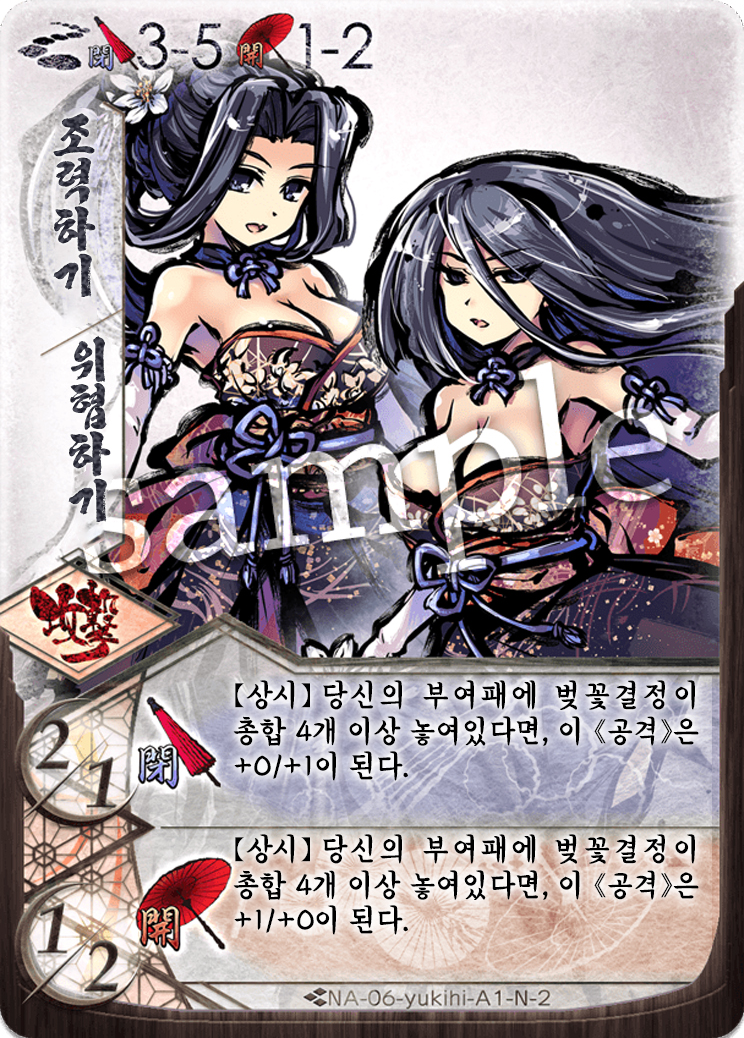 閉 3-5 開 1-2
조력하기
위협하기
sample
攻撃
2/1
閉
【상시】당신의 부여패에 벚꽃결정이
총합 4개 이상 놓여있다면, 이 《공격》은
+0/+1이 된다.
1/2
開
【상시】당신의 부여패에 벚꽃결정이
총합 4개 이상 놓여있다면, 이 《공격》은
+1/+0이 된다.
NA-06-yukihi-A1-N-2